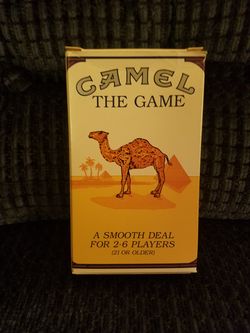 CAMEL
THE GAME
A SMOOTH DEAL
FOR 2-6 PLAYERS
(21 OR OLDER)